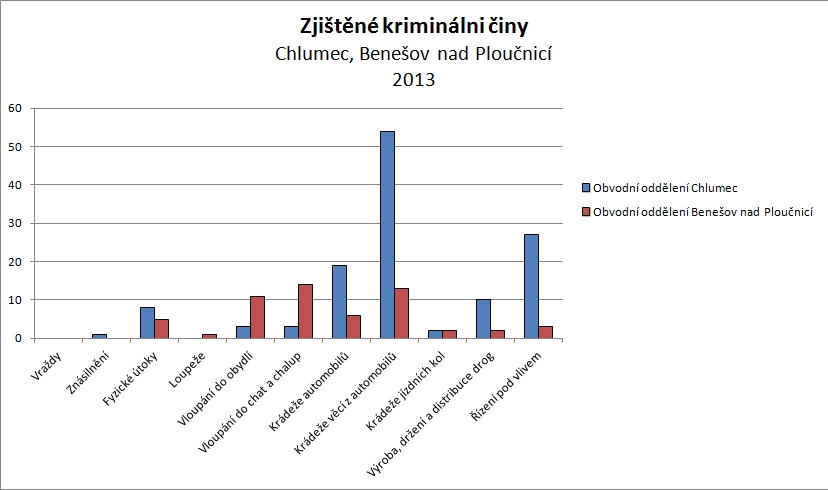 Zjištěné kriminálni činy
Chlumec, Benešov nad Ploučnicí
2013
60
50
40
30
20
10
0
Vraždy
Znásilnění
Fyzické útoky
Loupeže
Vloupání do obydlí
Vloupání do chat a chalup
Krádeže automobilů
Krádeže věcí z automobilů
Krádeže jízdních kol
Výroba, držení a distribuce drog
Řízení pod vlivem
Obvodní oddělení Chlumec
Obvodní oddělení Benešov nad Ploučnicí